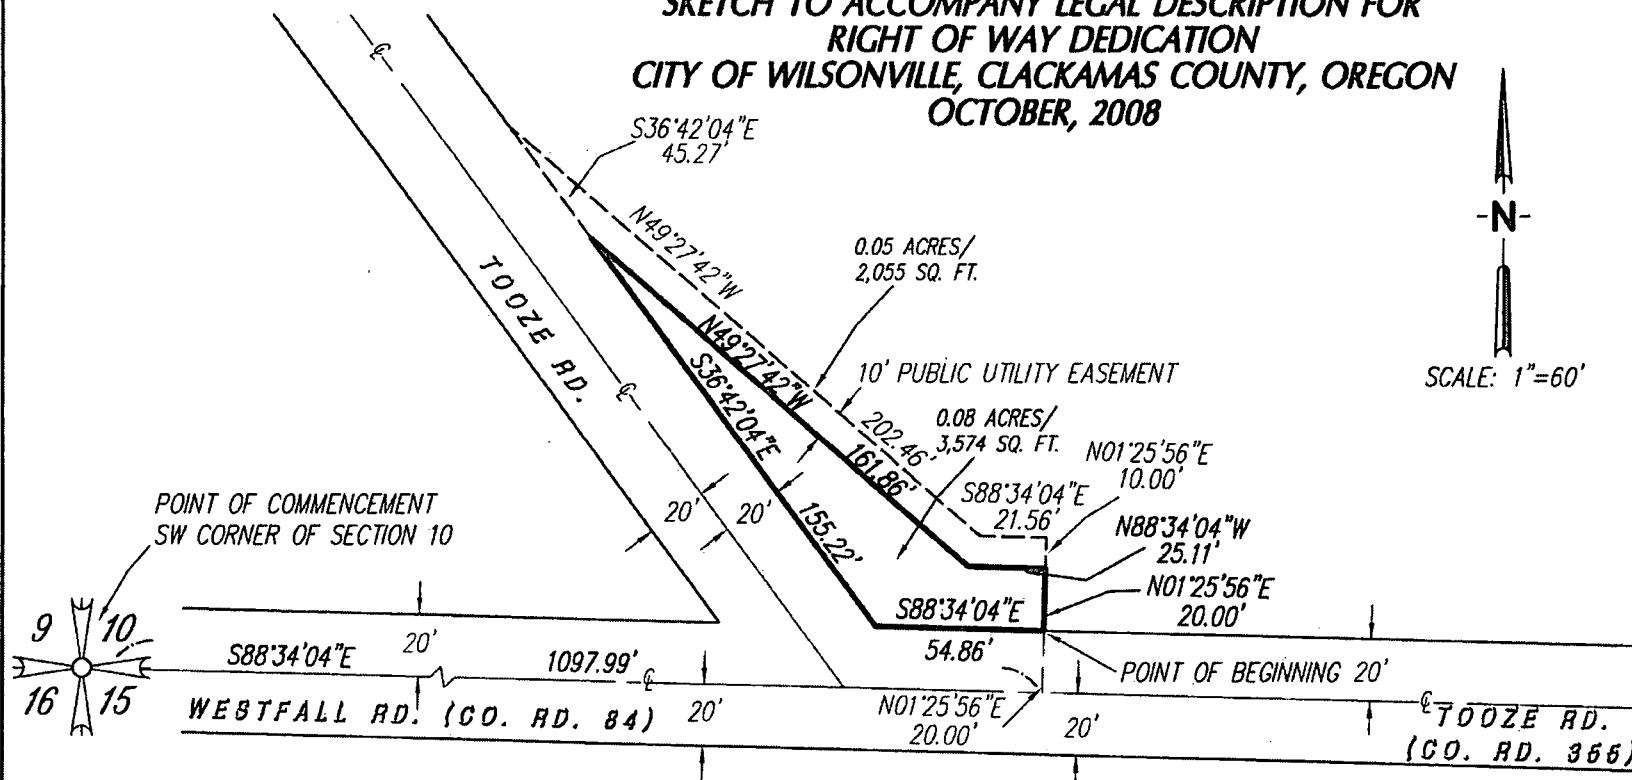 SKETCH TO ACCOMPANY LEGAL DESCRIPTION FOR
RIGHT OF WAY DEDICATION
CITY OF WILSONVILLE, CLACKAMAS COUNTY, OREGON
OCTOBER, 2008
S36°42'04"E
45.27'
N49°27'42"W
0.05 ACRES/
2,055 SQ. FT.
-N-
SCALE: 1"=60'
TOOZE RD.
N49°27'42"W
161.86'
S36°42'04"E
155.22'
10' PUBLIC UTILITY EASEMENT
202.46'
0.08 ACRES/
3,574 SQ. FT.
N01°25'56"E
10.00'
S88°34'04"E
21.56'
N88°34'04"W
25.11'
N01°25'56"E
20.00'
20'
20'
POINT OF COMMENCEMENT
SW CORNER OF SECTION 10
9 10
16 15
S88°34'04"E
20'
1097.99'
S88°34'04"E
54.86'
POINT OF BEGINNING 20'
WESTFALL RD. (CO. RD. 84)
20'
N01°25'56"E
20.00'
20'
TOOZE RD.
(CO. RD. 355)